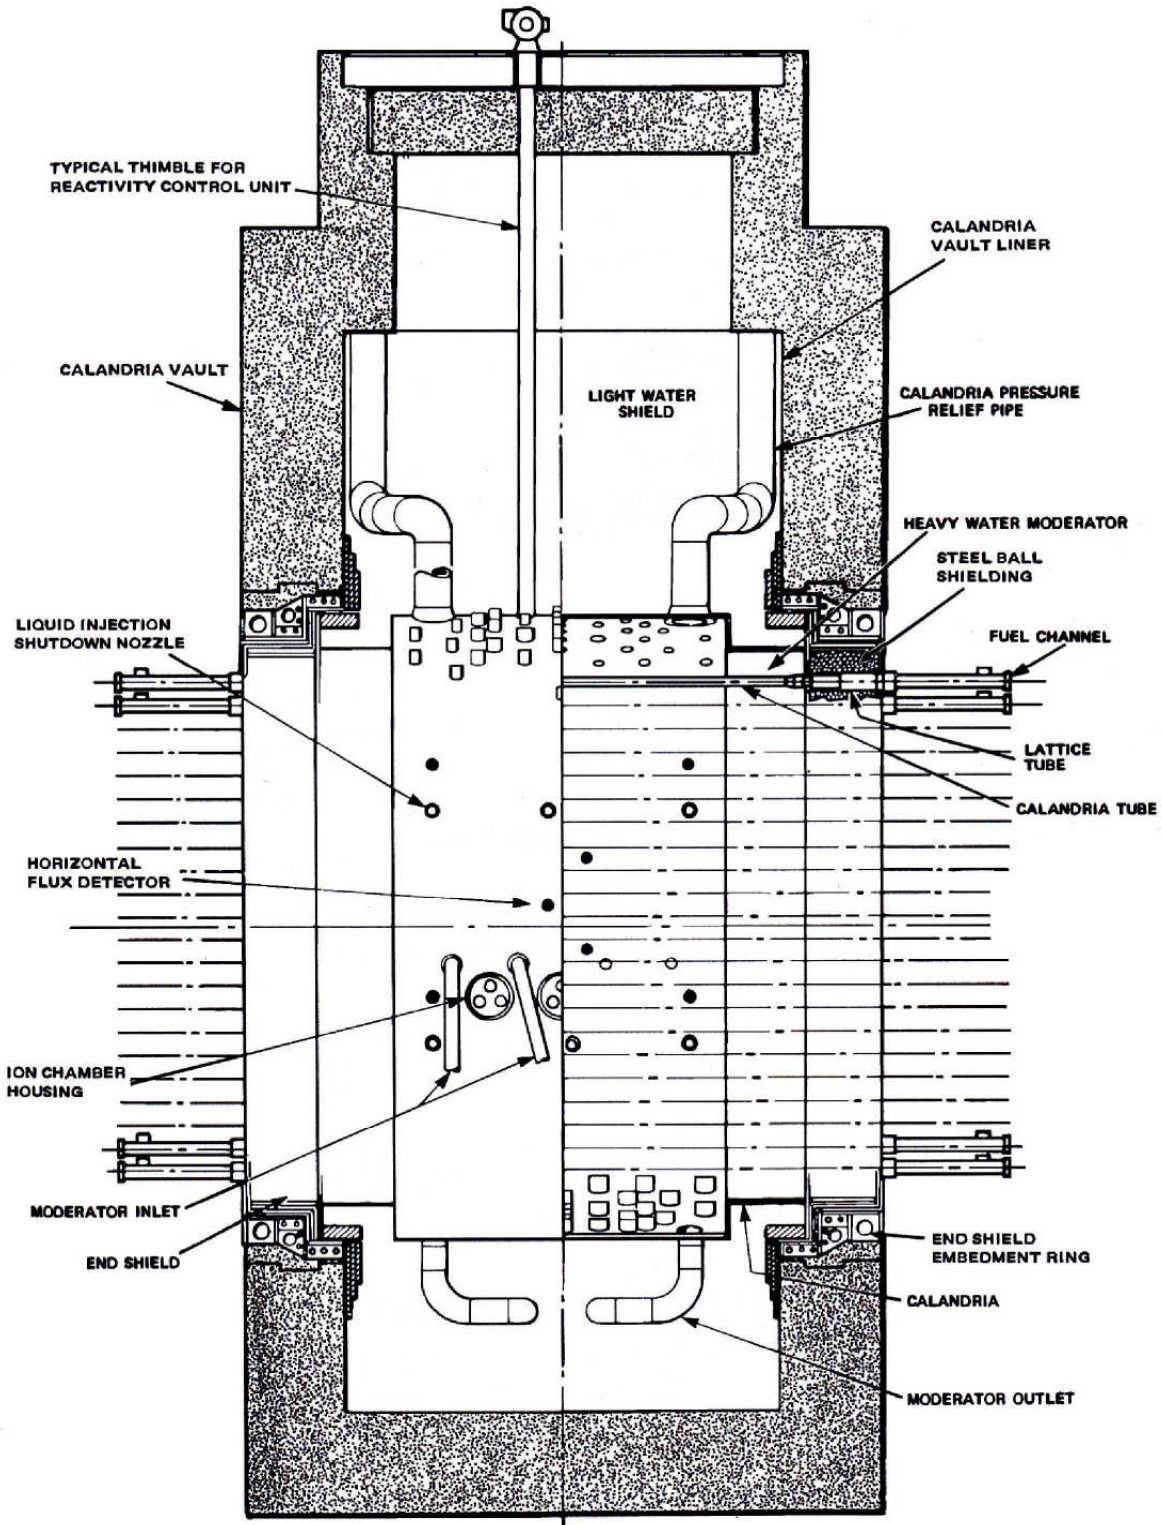 TYPICAL THIMBLE FOR
REACTIVITY CONTROL UNIT
CALANDRIA
VAULT LINER
CALANDRIA VAULT
LIGHT WATER
SHIELD
CALANDRIA PRESSURE
RELIEF PIPE
HEAVY WATER MODERATOR
STEEL BALL
SHIELDING
LIQUID INJECTION
SHUTDOWN NOZZLE
FUEL CHANNEL
LATTICE
TUBE
CALANDRIA TUBE
HORIZONTAL
FLUX DETECTOR
ION CHAMBER
HOUSING
MODERATOR INLET
END SHIELD
END SHIELD
EMBEDMENT RING
CALANDRIA
MODERATOR OUTLET